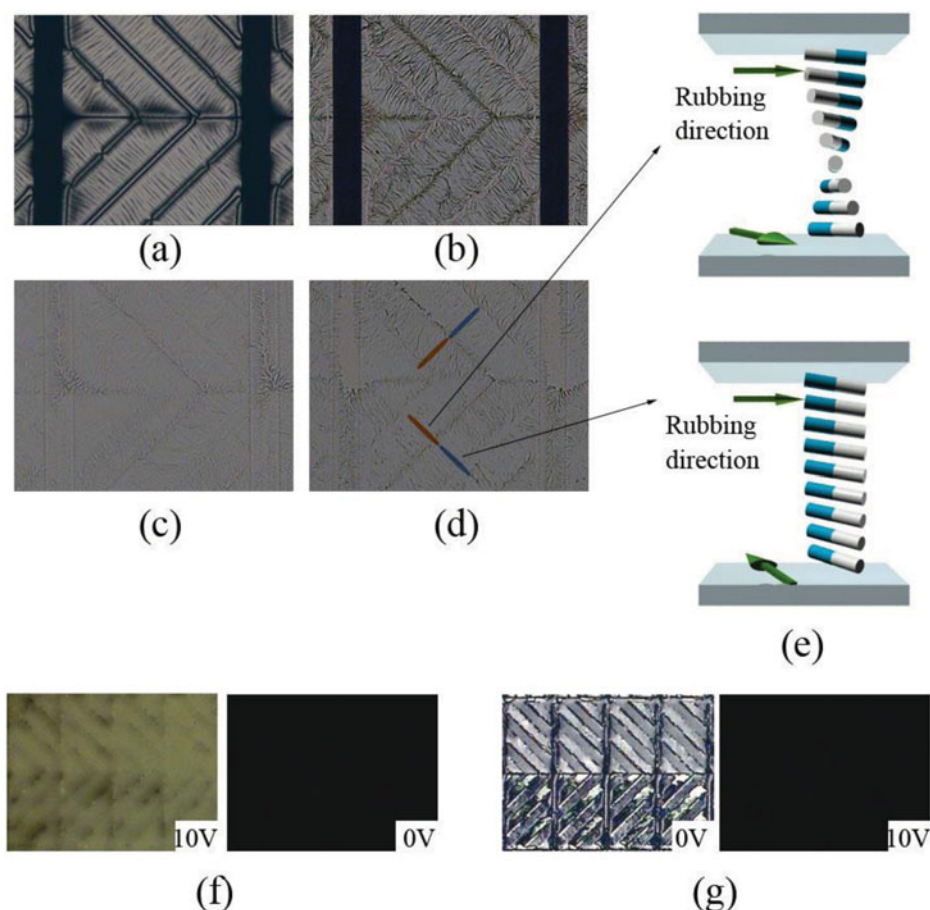 (a)
(b)
Rubbing
direction
(c)
(d)
Rubbing
direction
(e)
10V
0V
0V
10V
(f)
(g)